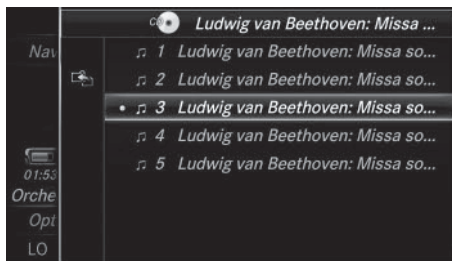 CD Ludwig van Beethoven: Missa ...
Nav
1 Ludwig van Beethoven: Missa so...
2 Ludwig van Beethoven: Missa so...
3 Ludwig van Beethoven: Missa so...
4 Ludwig van Beethoven: Missa so...
5 Ludwig van Beethoven: Missa so...
01:53
Orche
Opt
LO